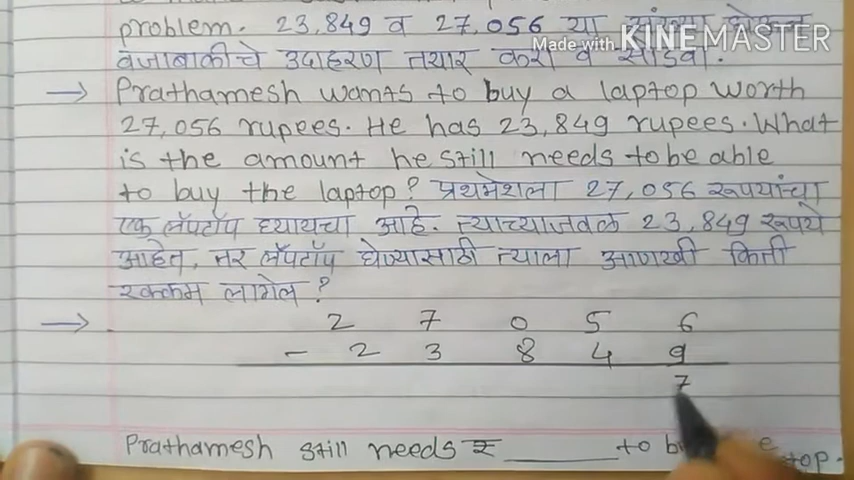 problem. 23,849 व 27,056 या संख्या घेऊन
Made with KINEMASTER
वजाबाकीचे उदाहरण तयार करा व सोडवा.
→ Prathamesh wants to buy a laptop worth
27,056 rupees. He has 23,849 rupees. What
is the amount he still needs to be able
to buy the laptop? प्रथमेशला 27,056 रूपयांचा
एक लॅपटॉप घ्यायचा आहे. त्याच्याजवळ 23,849 रूपये
आहेत, तर लॅपटॉप घेण्यासाठी त्याला आणखी किती
रक्कम लागेल?
→ 2 7 0 5 6
- 2 3 8 4 9
7
Prathamesh still needs ₹ ______ to